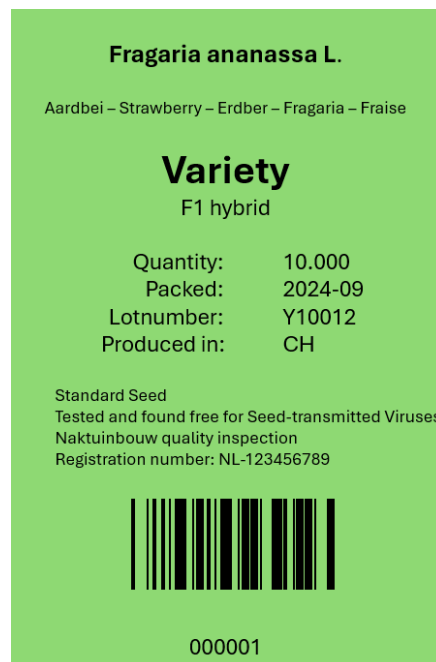 Fragaria ananassa L.
Aardbei – Strawberry – Erdber – Fragaria – Fraise
Variety
F1 hybrid
Quantity: 10.000
Packed: 2024-09
Lotnumber: Y10012
Produced in: CH
Standard Seed
Tested and found free for Seed-transmitted Viruses
Naktuinbouw quality inspection
Registration number: NL-123456789
000001